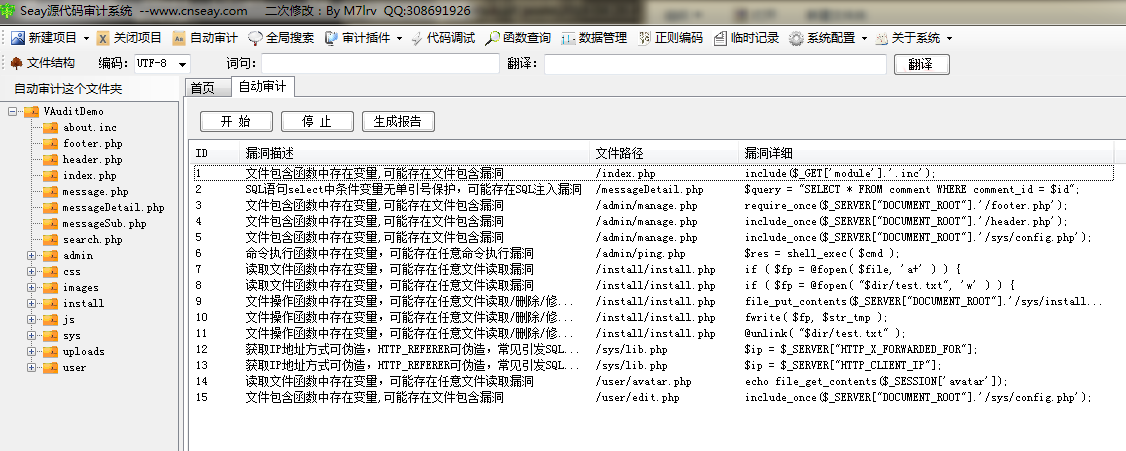 Seay源代码审计系统 --www.cnseay.com 二次修改：By M7lrv QQ:308691926
新建项目 关闭项目 自动审计 全局搜索 审计插件 代码调试 函数查询 数据管理 正则编码 临时记录 系统配置 关于系统
文件结构 编码： UTF-8 词句： 翻译： 翻译
自动审计这个文件夹
首页 自动审计
VAuditDemo
about.inc
footer.php
header.php
index.php
message.php
messageDetail.php
messageSub.php
search.php
admin
css
images
install
js
sys
uploads
user
开 始 停 止 生成报告
ID 漏洞描述 文件路径 漏洞详细
1 文件包含函数中存在变量,可能存在文件包含漏洞 /index.php include($_GET['module'].'.inc');
2 SQL语句select中条件变量无单引号保护，可能存在SQL注入漏洞 /messageDetail.php $query = "SELECT * FROM comment WHERE comment_id = $id";
3 文件包含函数中存在变量,可能存在文件包含漏洞 /admin/manage.php require_once($_SERVER["DOCUMENT_ROOT"].'/footer.php');
4 文件包含函数中存在变量,可能存在文件包含漏洞 /admin/manage.php include_once($_SERVER["DOCUMENT_ROOT"].'/header.php');
5 文件包含函数中存在变量,可能存在文件包含漏洞 /admin/manage.php include_once($_SERVER["DOCUMENT_ROOT"].'/sys/config.php');
6 命令执行函数中存在变量，可能存在任意命令执行漏洞 /admin/ping.php $res = shell_exec( $cmd );
7 读取文件函数中存在变量，可能存在任意文件读取漏洞 /install/install.php if ( $fp = @fopen( $file, 'a+' ) ) {
8 读取文件函数中存在变量，可能存在任意文件读取漏洞 /install/install.php if ( $fp = @fopen( "$dir/test.txt", 'w' ) ) {
9 文件操作函数中存在变量，可能存在任意文件读取/删除/修... /install/install.php file_put_contents($_SERVER["DOCUMENT_ROOT"].'/sys/install...
10 文件操作函数中存在变量，可能存在任意文件读取/删除/修... /install/install.php fwrite( $fp, $str_tmp );
11 文件操作函数中存在变量，可能存在任意文件读取/删除/修... /install/install.php @unlink( "$dir/test.txt" );
12 获取IP地址方式可伪造，HTTP_REFERER可伪造，常见引发SQL... /sys/lib.php $ip = $_SERVER["HTTP_X_FORWARDED_FOR"];
13 获取IP地址方式可伪造，HTTP_REFERER可伪造，常见引发SQL... /sys/lib.php $ip = $_SERVER["HTTP_CLIENT_IP"];
14 读取文件函数中存在变量，可能存在任意文件读取漏洞 /user/avatar.php echo file_get_contents($_SESSION['avatar']);
15 文件包含函数中存在变量,可能存在文件包含漏洞 /user/edit.php include_once($_SERVER["DOCUMENT_ROOT"].'/sys/config.php');